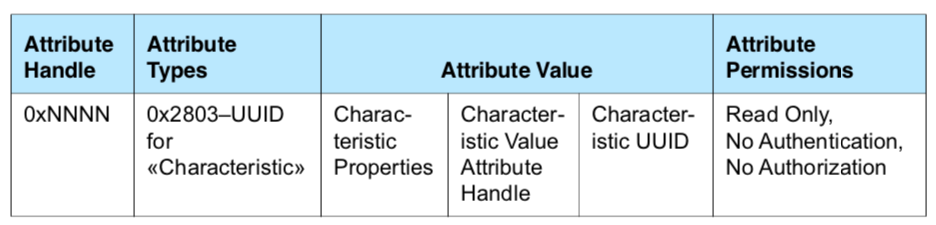 Attribute Handle
Attribute Types
Attribute Value
Attribute Permissions
0xNNNN
0x2803–UUID
for
«Characteristic»
Charac-
teristic
Properties
Character-
istic Value
Attribute
Handle
Character-
istic UUID
Read Only,
No Authentication,
No Authorization